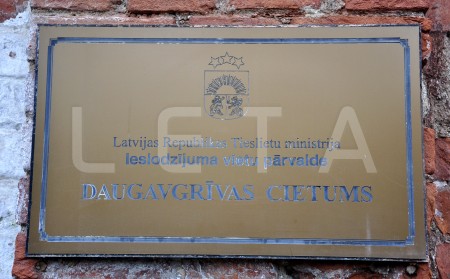 Latvijas Republikas Tieslietu ministrija
Ieslodzījuma vietu pārvalde
DAUGAVGRĪVAS CIETUMS
LETA